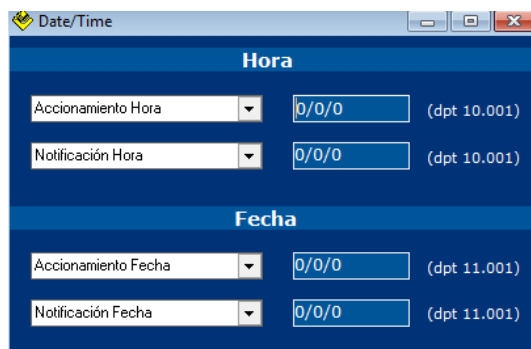 Date/Time
Hora
Accionamiento Hora 0/0/0 (dpt 10.001)
Notificación Hora 0/0/0 (dpt 10.001)
Fecha
Accionamiento Fecha 0/0/0 (dpt 11.001)
Notificación Fecha 0/0/0 (dpt 11.001)